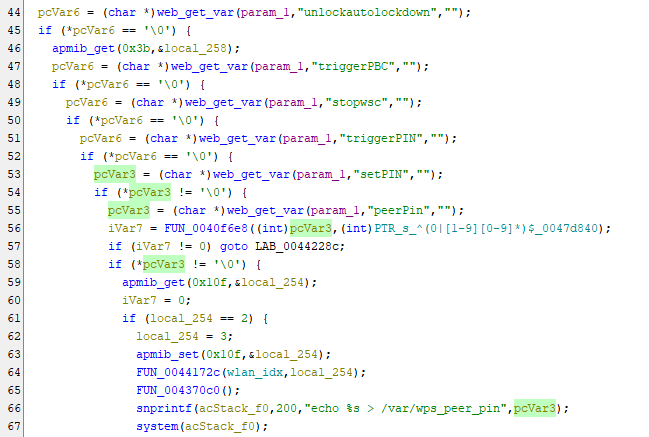 44 pcVar6 = (char *)web_get_var(param_1,"unlockautolockdown","");
45 if (*pcVar6 == '\0') {
46 apmib_get(0x3b,&local_258);
47 pcVar6 = (char *)web_get_var(param_1,"triggerPBC","");
48 if (*pcVar6 == '\0') {
49 pcVar6 = (char *)web_get_var(param_1,"stopwsc","");
50 if (*pcVar6 == '\0') {
51 pcVar6 = (char *)web_get_var(param_1,"triggerPIN","");
52 if (*pcVar6 == '\0') {
53 pcVar3 = (char *)web_get_var(param_1,"setPIN","");
54 if (*pcVar3 != '\0') {
55 pcVar3 = (char *)web_get_var(param_1,"peerPin","");
56 iVar7 = FUN_0040f6e8((int)pcVar3,(int)PTR_s_^(0|[1-9][0-9]*)$_0047d840);
57 if (iVar7 != 0) goto LAB_0044228c;
58 if (*pcVar3 != '\0') {
59 apmib_get(0x10f,&local_254);
60 iVar7 = 0;
61 if (local_254 == 2) {
62 local_254 = 3;
63 apmib_set(0x10f,&local_254);
64 FUN_0044172c(wlan_idx,local_254);
65 FUN_004370c0();
66 snprintf(acStack_f0,200,"echo %s > /var/wps_peer_pin",pcVar3);
67 system(acStack_f0);